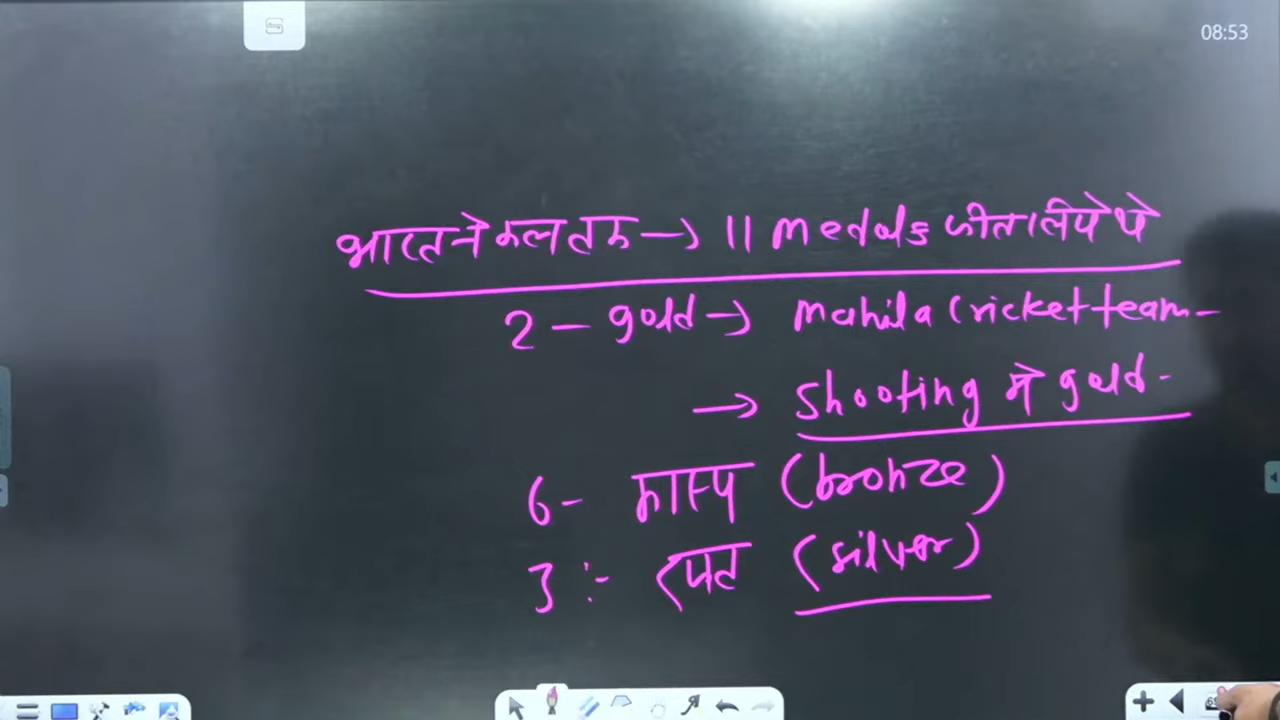 08:53
भारत ने कल तक → 11 medals जीत लिये थे
2 - gold → mahila cricket team -
→ shooting में gold -
6 - कास्य (bronze)
3 :- रजत (silver)